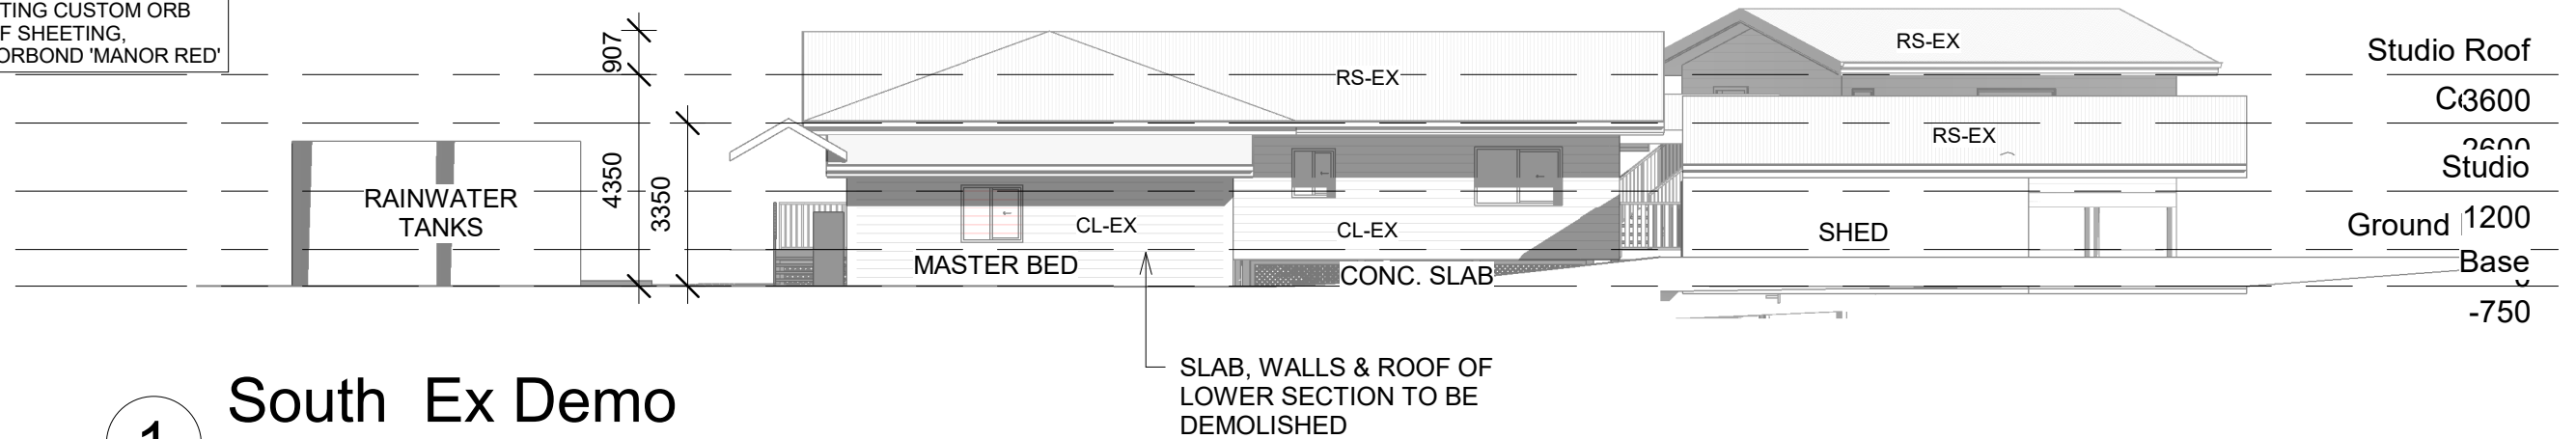 TING CUSTOM ORB
F SHEETING,
ORBOND 'MANOR RED'
907
4350
3350
RS-EX
RS-EX
RS-EX
RAINWATER
TANKS
CL-EX
CL-EX
MASTER BED
CONC. SLAB
SHED
Studio Roof
3600
2600
Studio
Ground
1200
Base
-750
SLAB, WALLS & ROOF OF
LOWER SECTION TO BE
DEMOLISHED
1
South Ex Demo